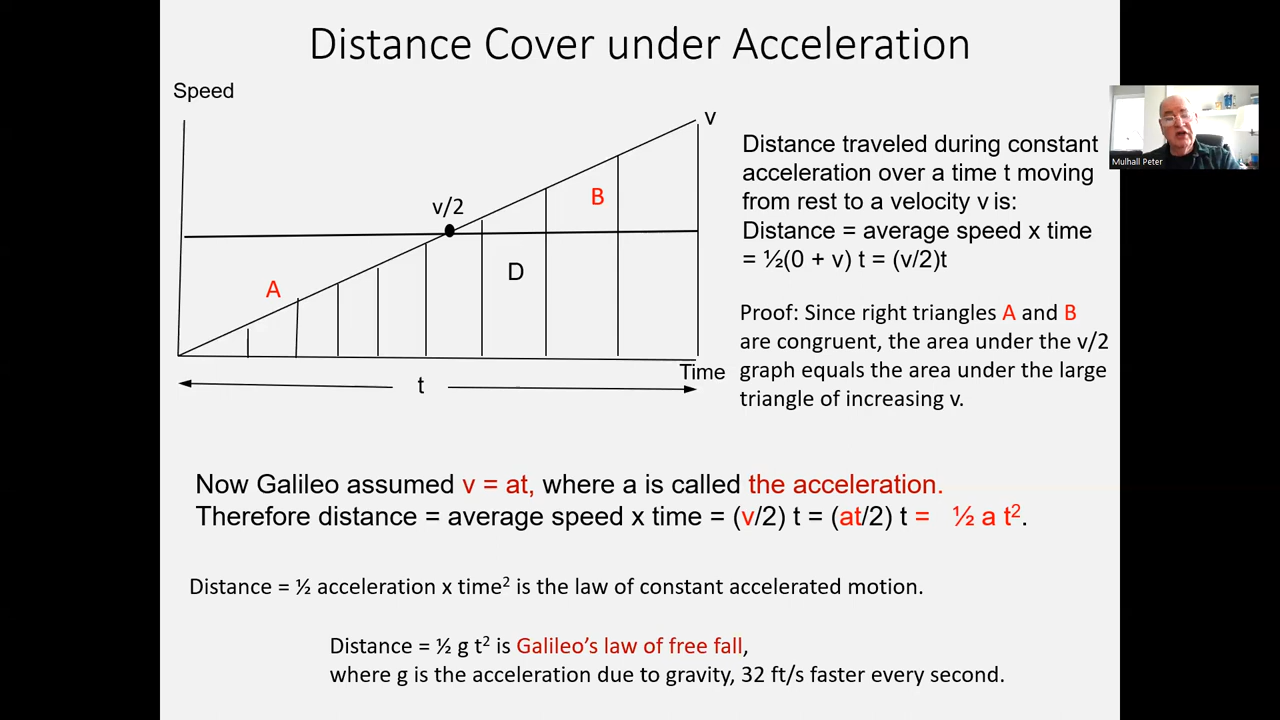 Distance Cover under Acceleration
Speed
v
v/2
B
A
D
Time
t
Distance traveled during constant
acceleration over a time t moving
from rest to a velocity v is:
Distance = average speed x time
= ½(0 + v) t = (v/2)t
Proof: Since right triangles A and B
are congruent, the area under the v/2
graph equals the area under the large
triangle of increasing v.
Mulhall Peter
Now Galileo assumed v = at, where a is called the acceleration.
Therefore distance = average speed x time = (v/2) t = (at/2) t = ½ a t².
Distance = ½ acceleration x time² is the law of constant accelerated motion.
Distance = ½ g t² is Galileo's law of free fall,
where g is the acceleration due to gravity, 32 ft/s faster every second.